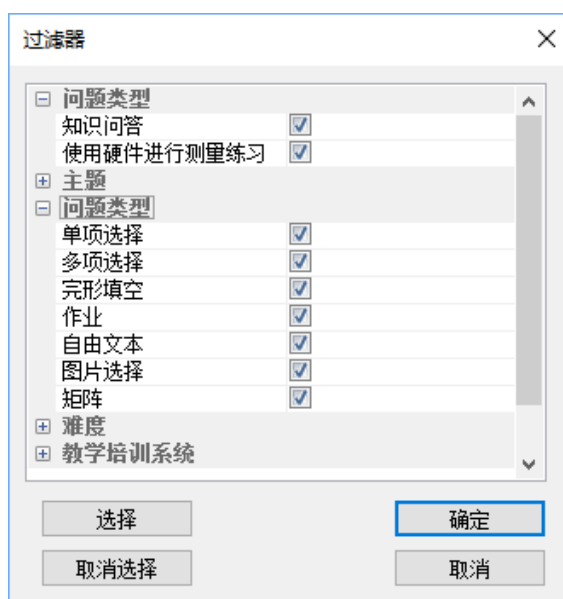 过滤器
问题类型
知识问答
使用硬件进行测量练习
主题
问题类型
单项选择
多项选择
完形填空
作业
自由文本
图片选择
矩阵
难度
教学培训系统
选择 确定
取消选择 取消